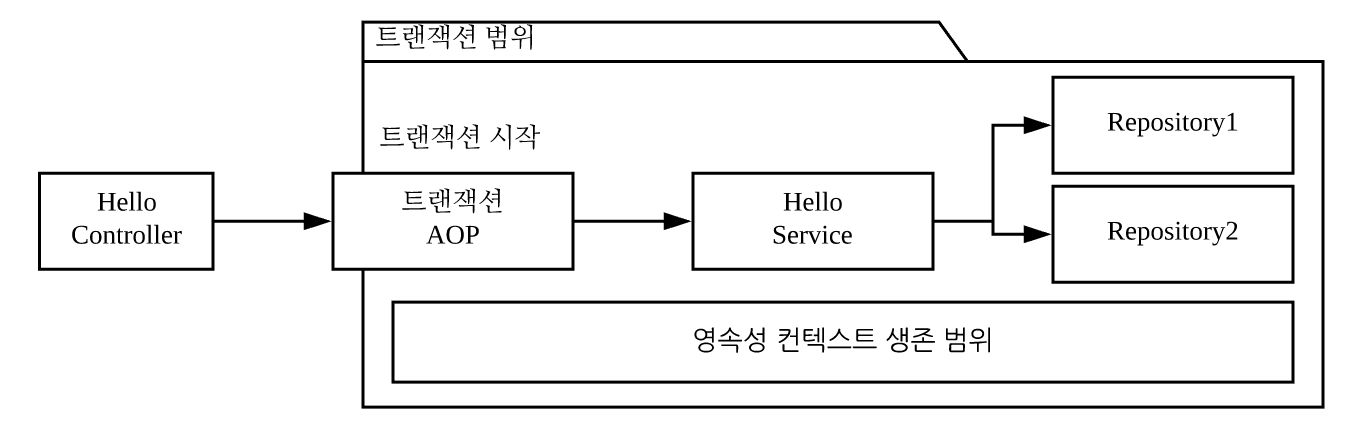 트랜잭션 범위
트랜잭션 시작
Hello
Controller
트랜잭션
AOP
Hello
Service
Repository1
Repository2
영속성 컨텍스트 생존 범위